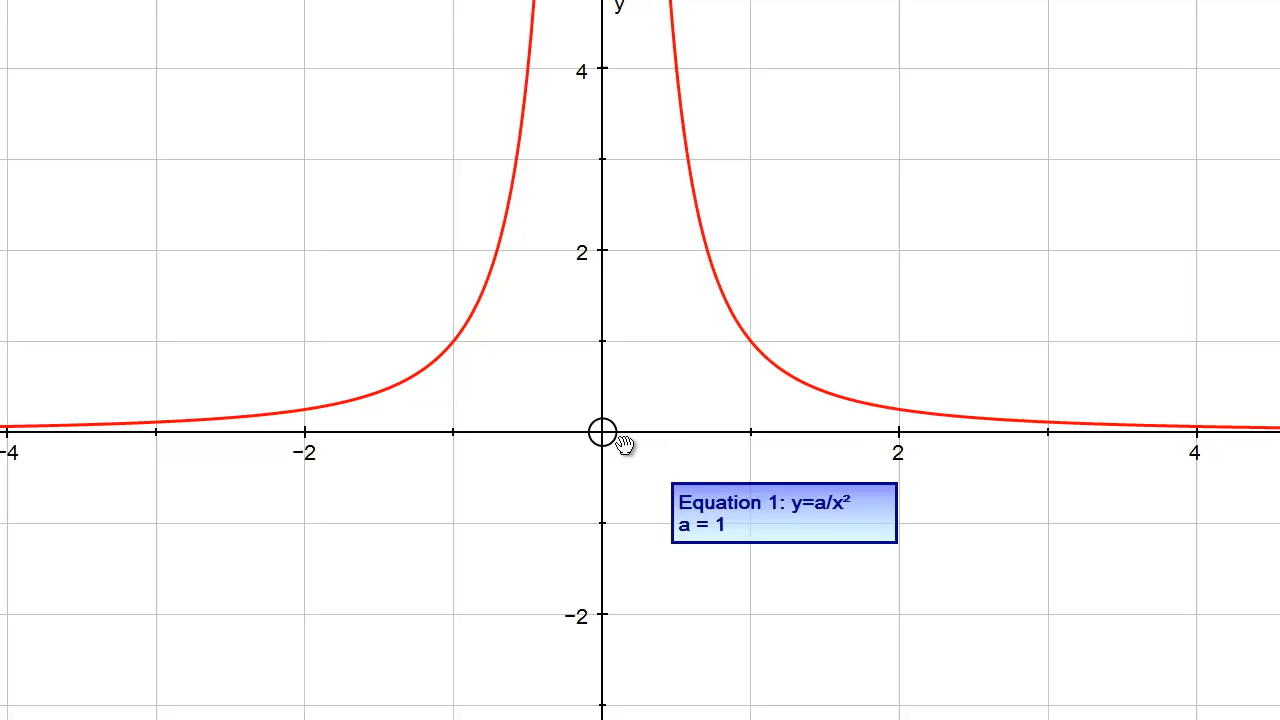 y
4
2
−4
−2
2
4
Equation 1: y=a/x²
a = 1
−2